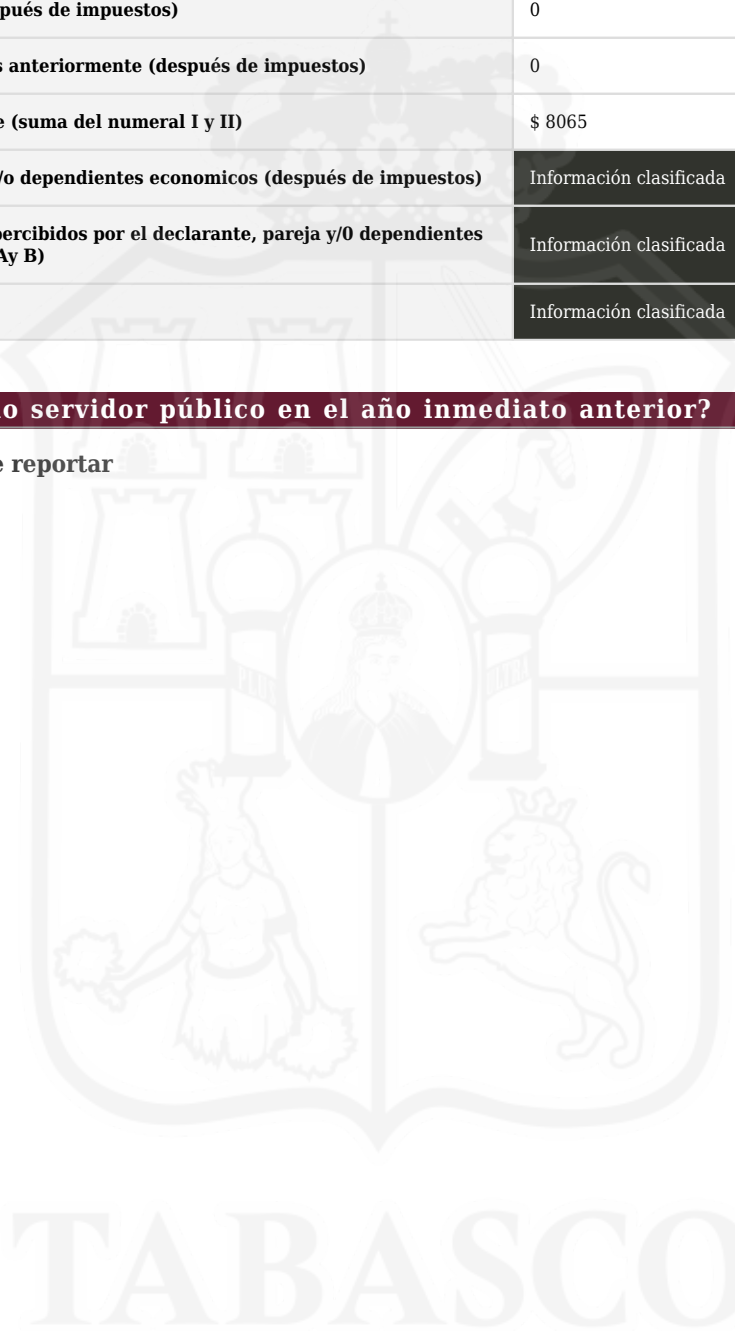 pués de impuestos)
0
s anteriormente (después de impuestos)
0
e (suma del numeral I y II)
$ 8065
/o dependientes economicos (después de impuestos)
Información clasificada
percibidos por el declarante, pareja y/0 dependientes
Ay B)
Información clasificada
Información clasificada
o servidor público en el año inmediato anterior?
e reportar
PLUS
ULTRA
TABASCO